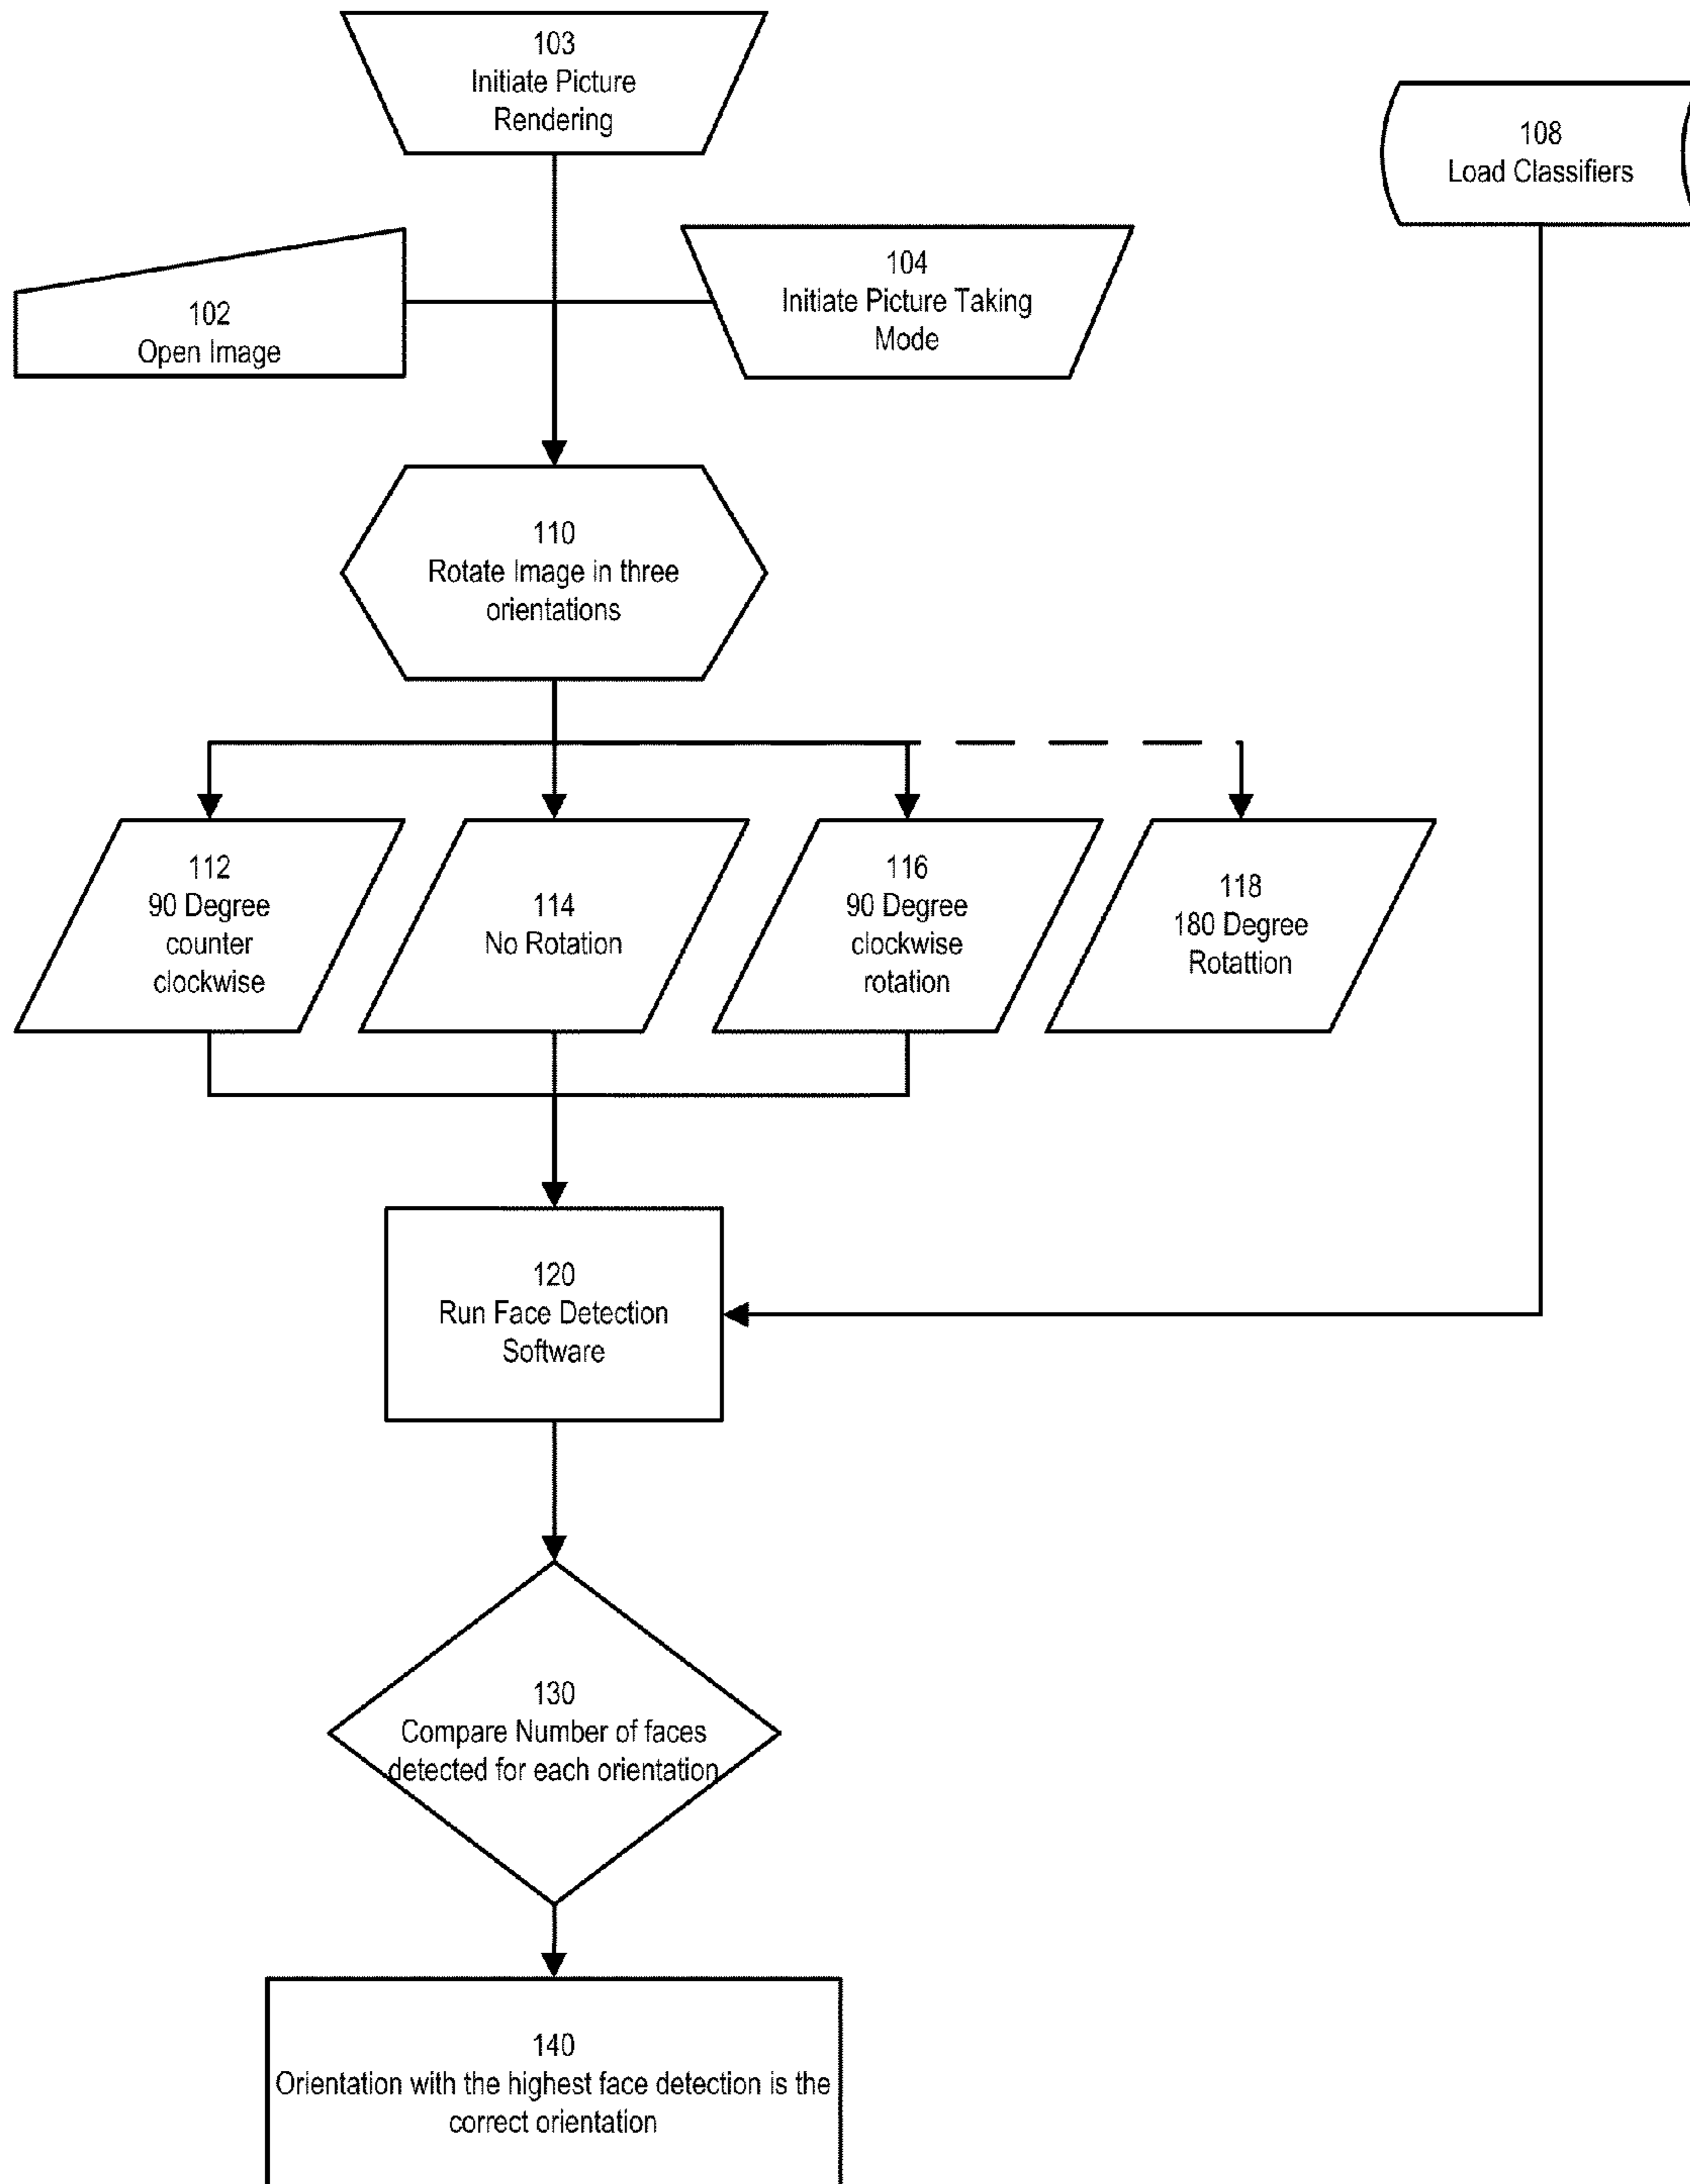 103
Initiate Picture
Rendering
108
Load Classifiers
102
Open Image
104
Initiate Picture Taking
Mode
110
Rotate Image in three
orientations
112
90 Degree
counter
clockwise
114
No Rotation
116
90 Degree
clockwise
rotation
118
180 Degree
Rotattion
120
Run Face Detection
Software
130
Compare Number of faces
detected for each orientation
140
Orientation with the highest face detection is the
correct orientation